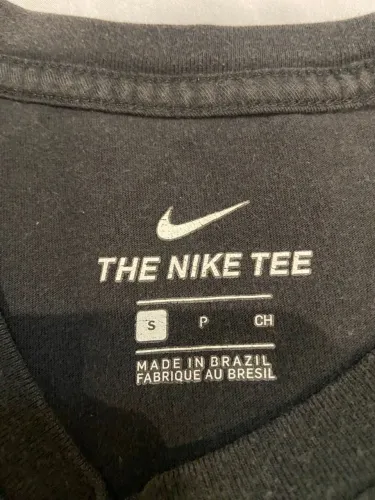 THE NIKE TEE
S P CH
MADE IN BRAZIL
FABRIQUE AU BRESIL